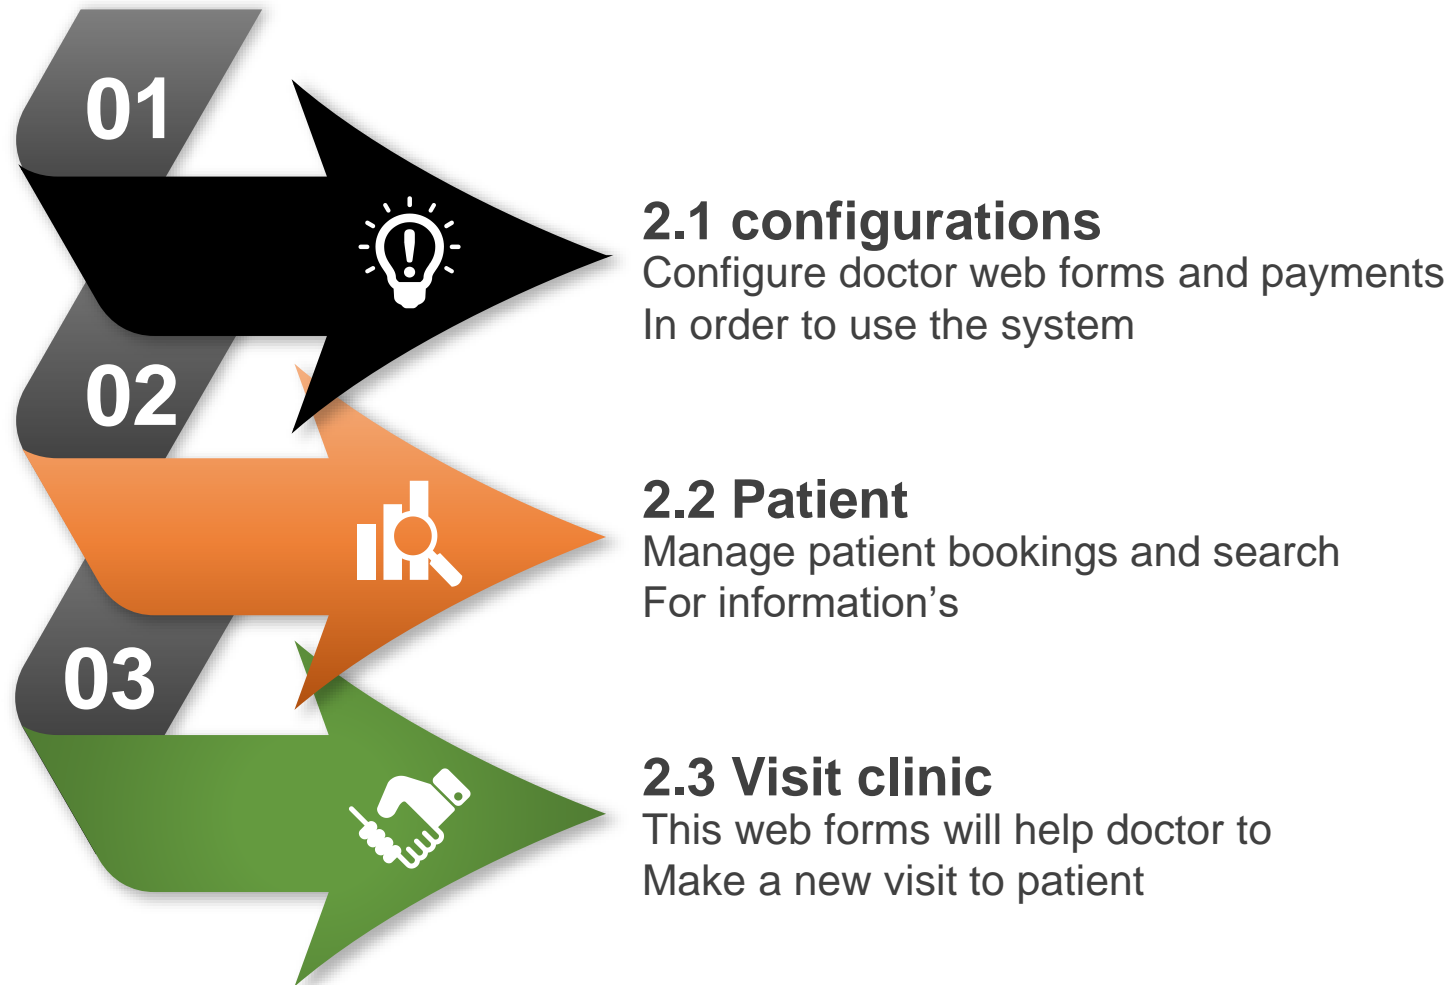 01
2.1 configurations
Configure doctor web forms and payments
In order to use the system
02
2.2 Patient
Manage patient bookings and search
For information’s
03
2.3 Visit clinic
This web forms will help doctor to
Make a new visit to patient